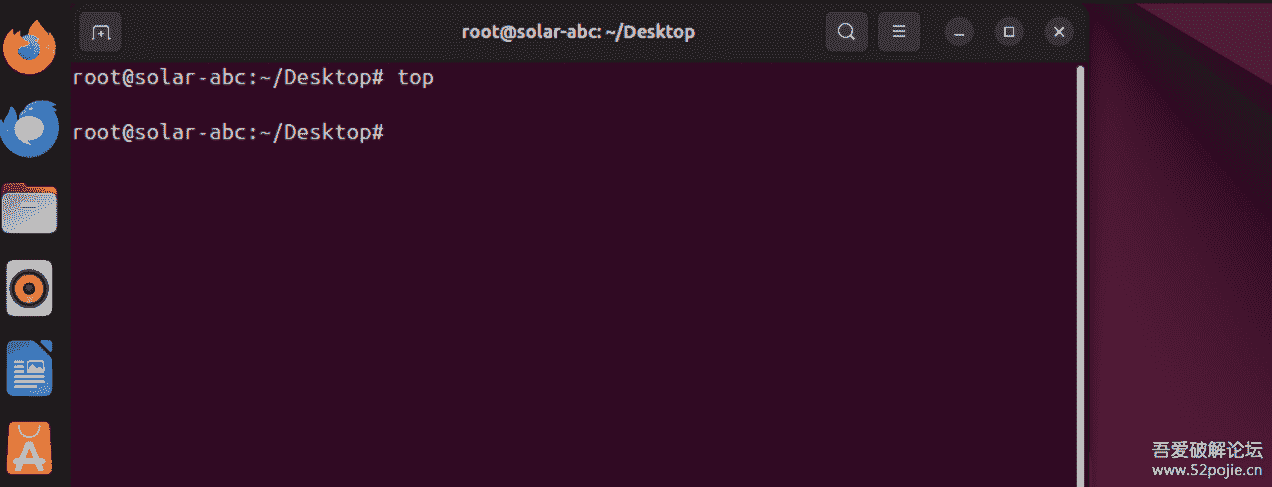 root@solar-abc: ~/Desktop
root@solar-abc:~/Desktop# top
root@solar-abc:~/Desktop#
吾爱破解论坛
www.52pojie.cn